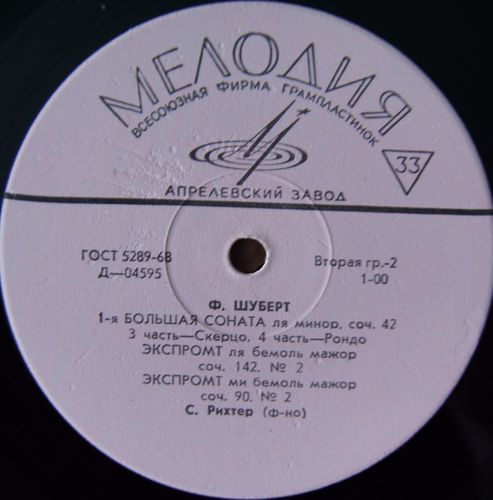 МЕЛОДИЯ
ВСЕСОЮЗНАЯ ФИРМА ГРАМПЛАСТИНОК
33
АПРЕЛЕВСКИЙ ЗАВОД
ГОСТ 5289-68
Вторая гр.-2
Д—04595
1-00
Ф. ШУБЕРТ
1-я БОЛЬШАЯ СОНАТА ля минор, соч. 42
3 часть—Скерцо, 4 часть—Рондо
ЭКСПРОМТ ля бемоль мажор
соч. 142, № 2
ЭКСПРОМТ ми бемоль мажор
соч. 90, № 2
С. Рихтер (ф-но)